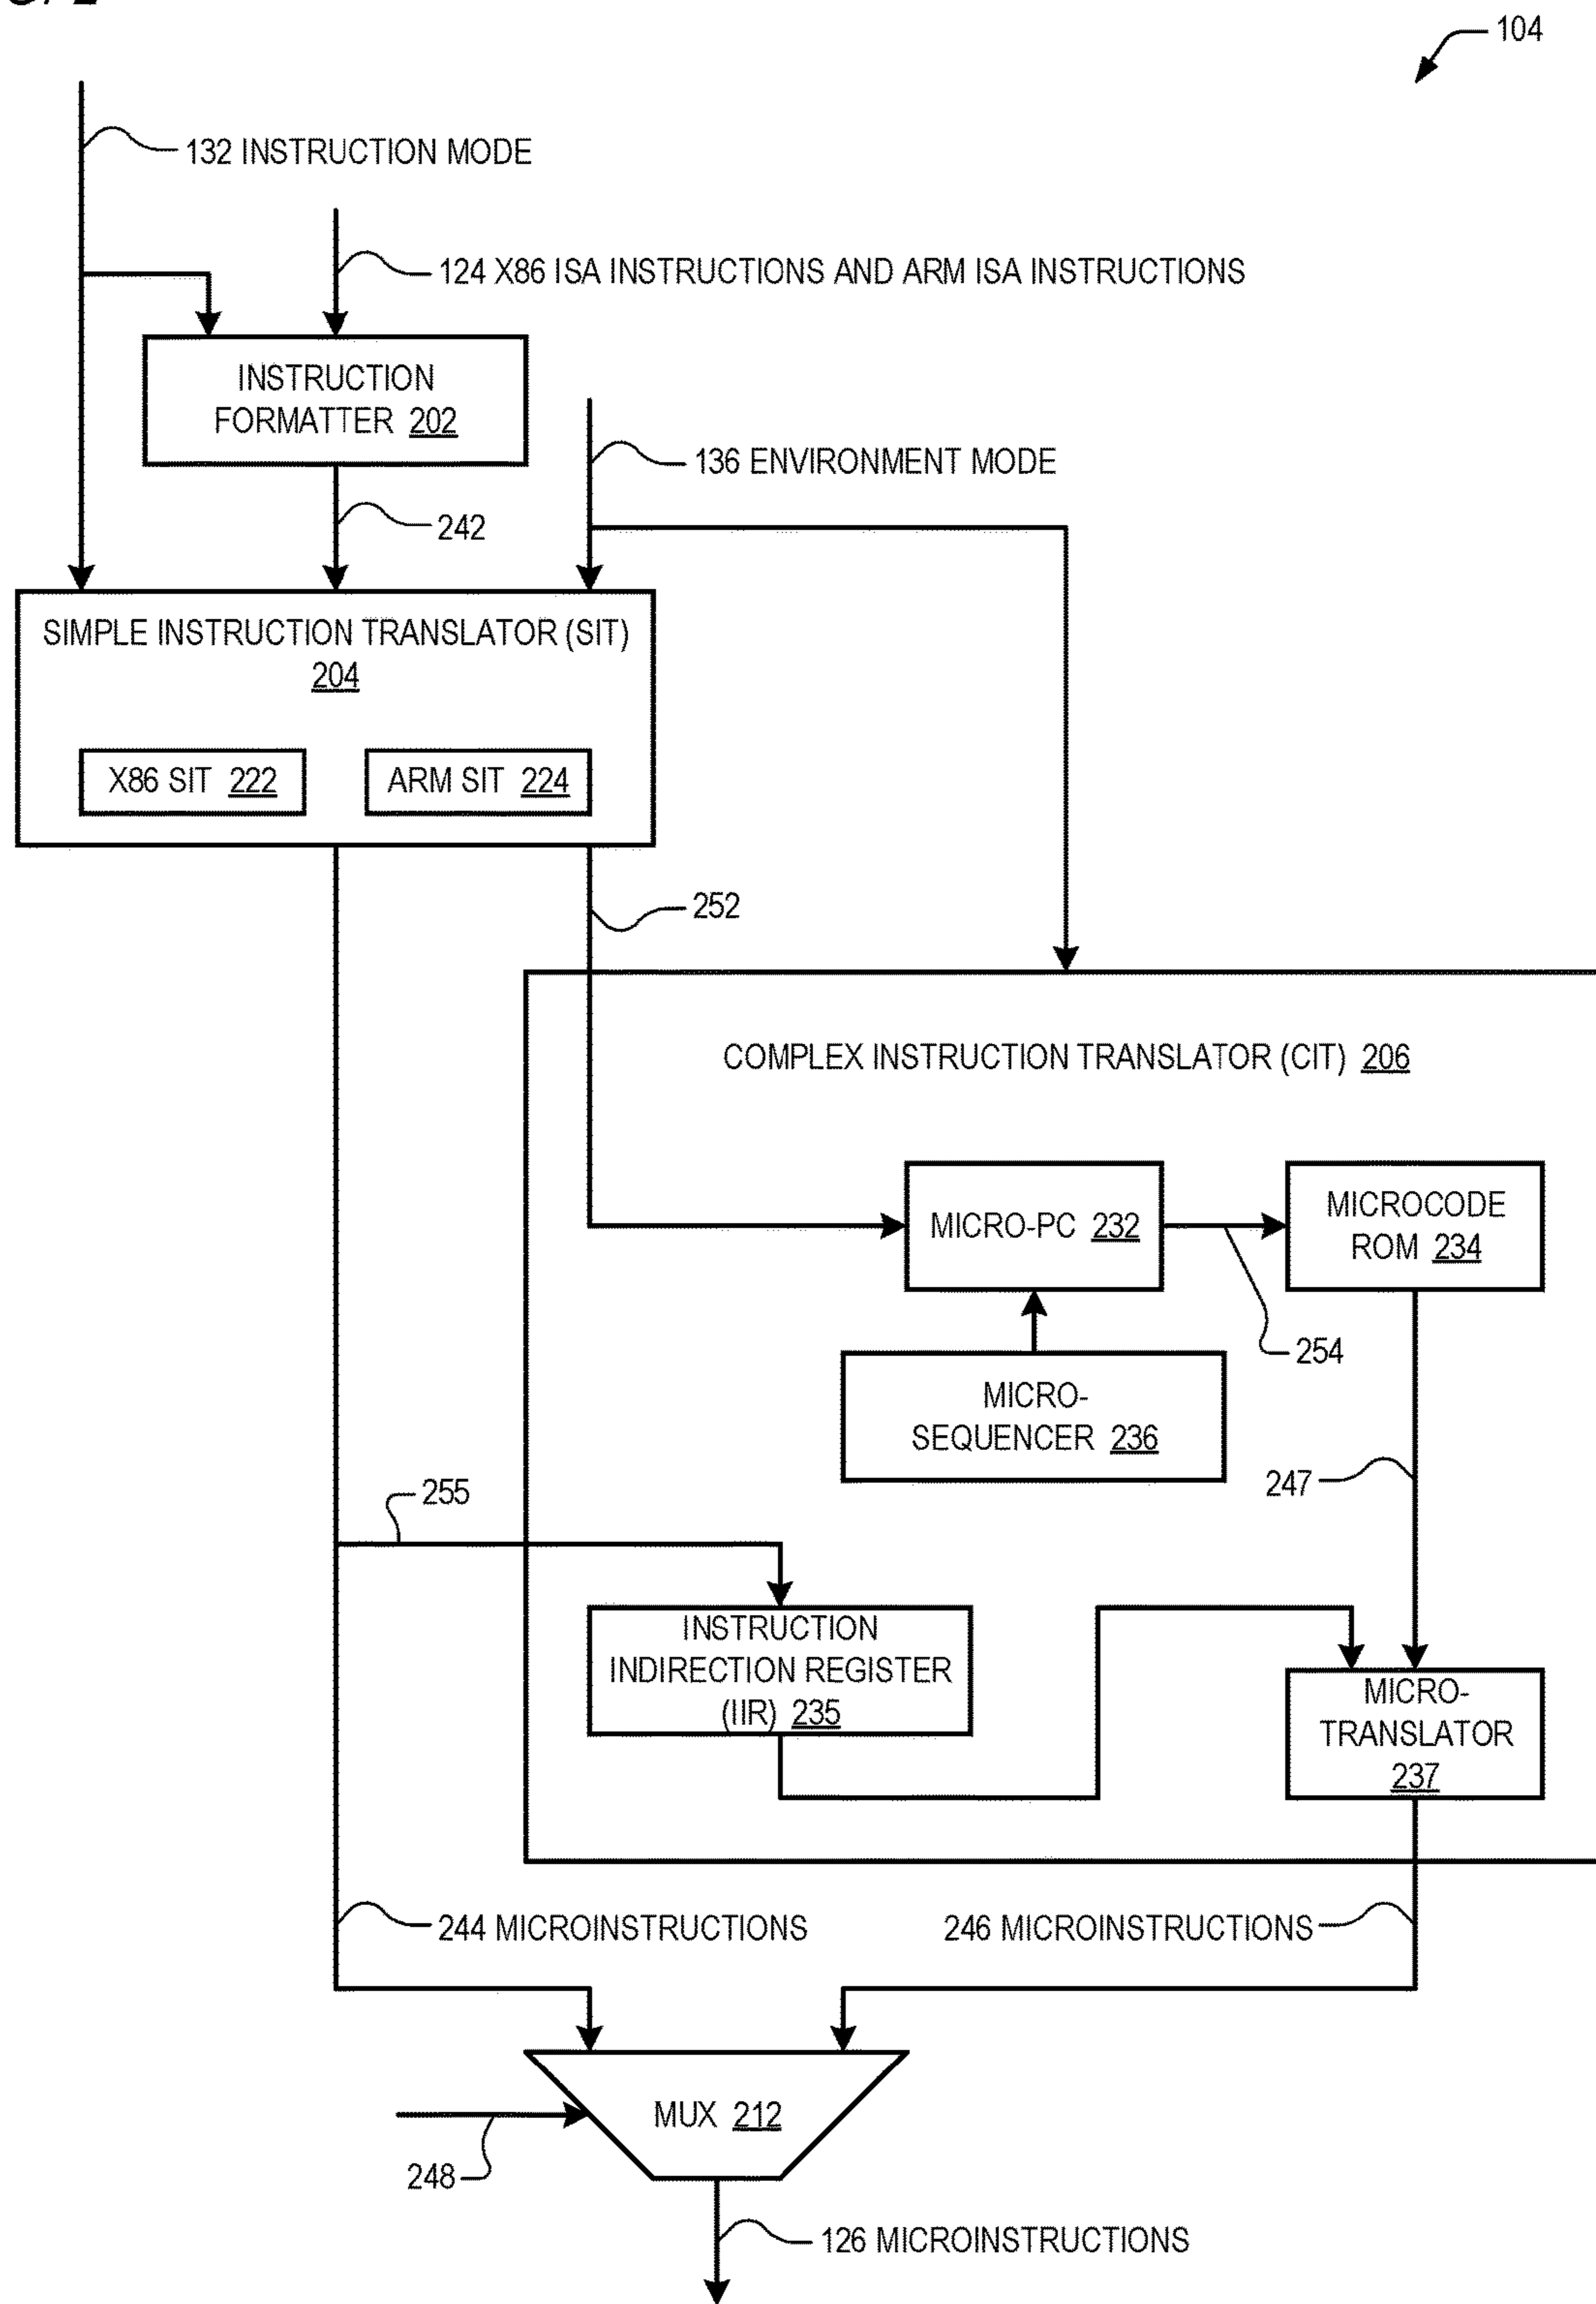 104
132 INSTRUCTION MODE
124 X86 ISA INSTRUCTIONS AND ARM ISA INSTRUCTIONS
INSTRUCTION
FORMATTER 202
136 ENVIRONMENT MODE
242
SIMPLE INSTRUCTION TRANSLATOR (SIT)
204
X86 SIT 222
ARM SIT 224
252
COMPLEX INSTRUCTION TRANSLATOR (CIT) 206
MICRO-PC 232
MICROCODE
ROM 234
254
MICRO-
SEQUENCER 236
247
255
INSTRUCTION
INDIRECTION REGISTER
(IIR) 235
MICRO-
TRANSLATOR
237
244 MICROINSTRUCTIONS
246 MICROINSTRUCTIONS
MUX 212
248
126 MICROINSTRUCTIONS